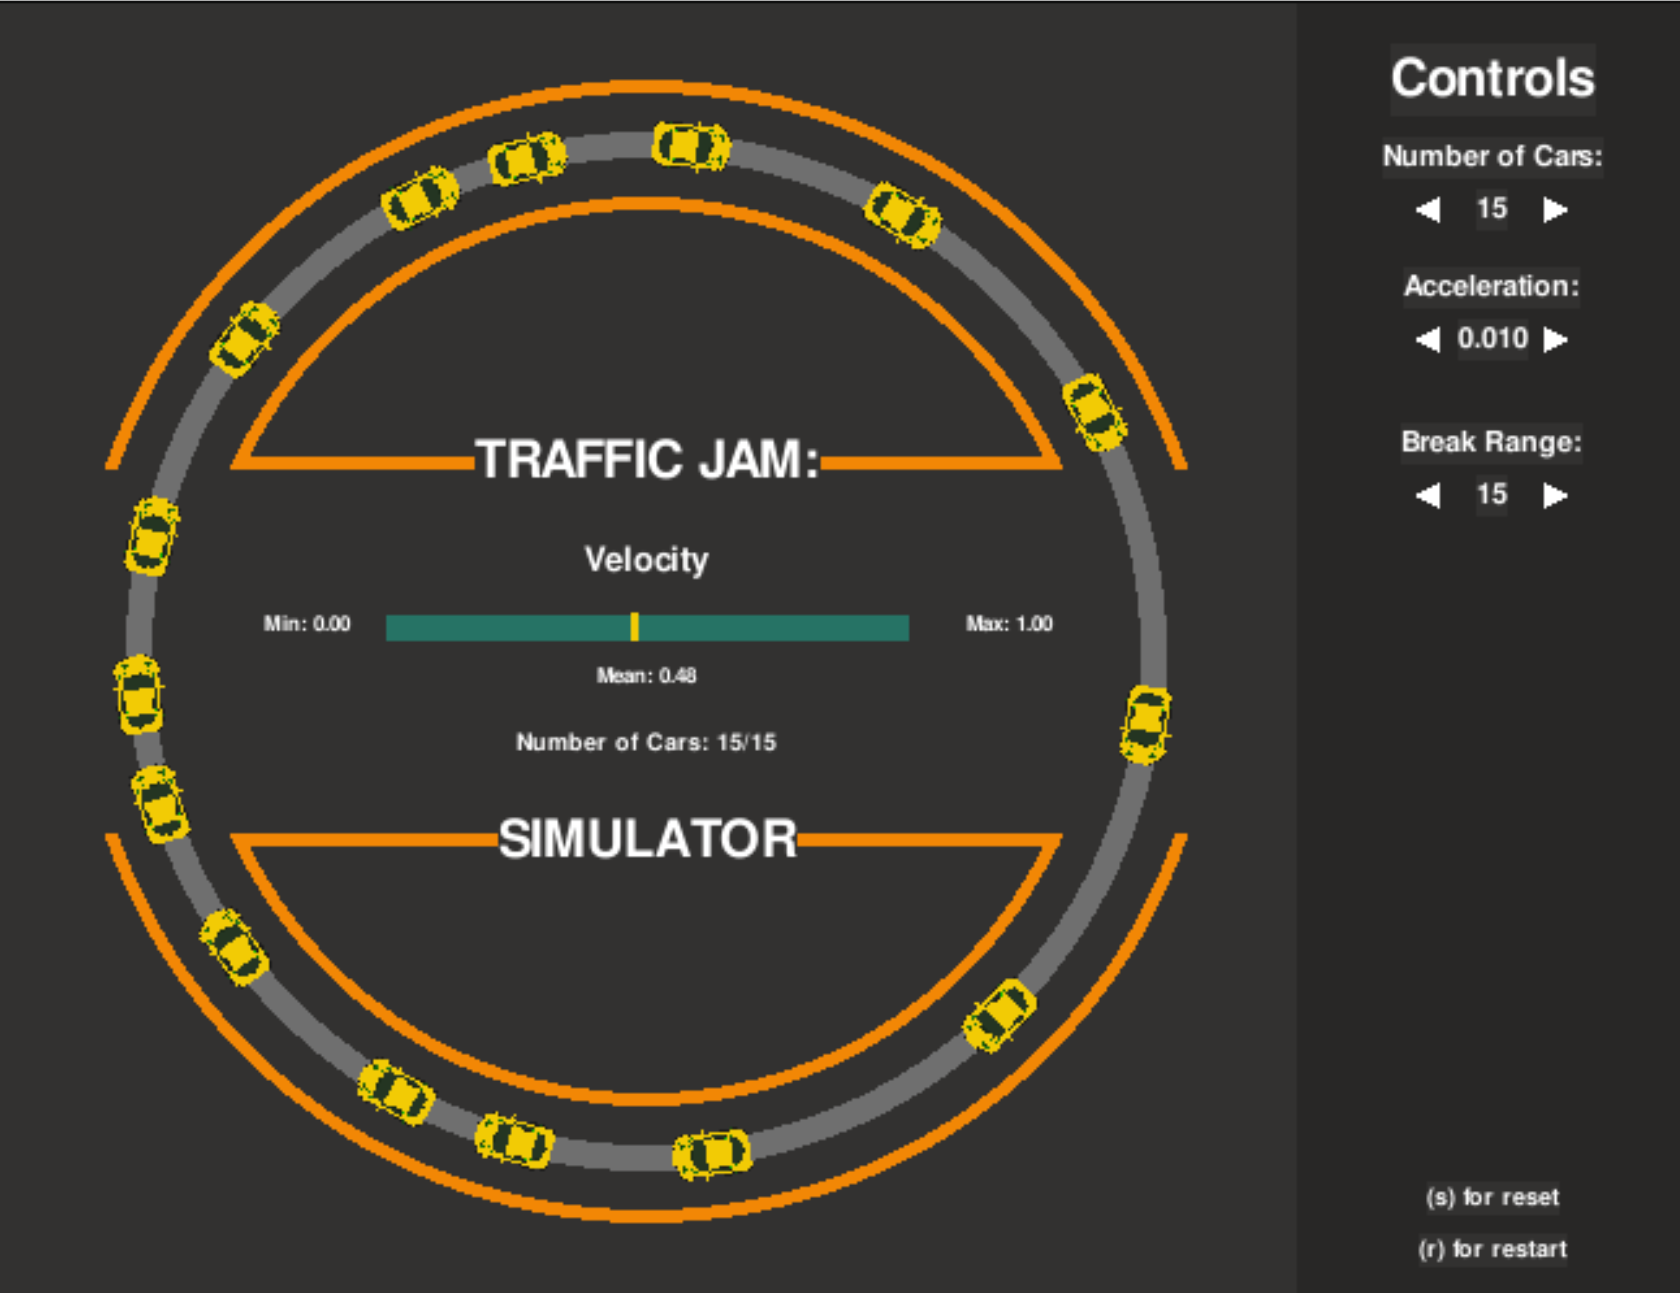 TRAFFIC JAM:
Velocity
Min: 0.00
Max: 1.00
Mean: 0.48
Number of Cars: 15/15
SIMULATOR
Controls
Number of Cars:
15
Acceleration:
0.010
Break Range:
15
(s) for reset
(r) for restart